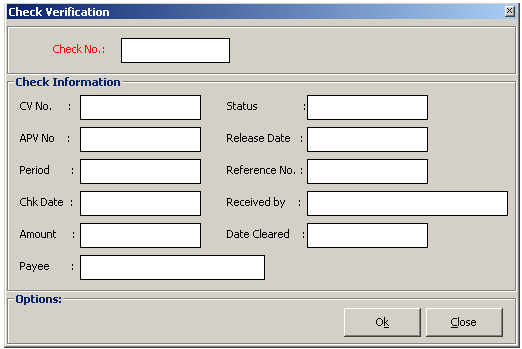 Check Verification
Check No.:
Check Information
CV No. : Status :
APV No : Release Date :
Period : Reference No. :
Chk Date : Received by :
Amount : Date Cleared :
Payee :
Options:
Ok Close